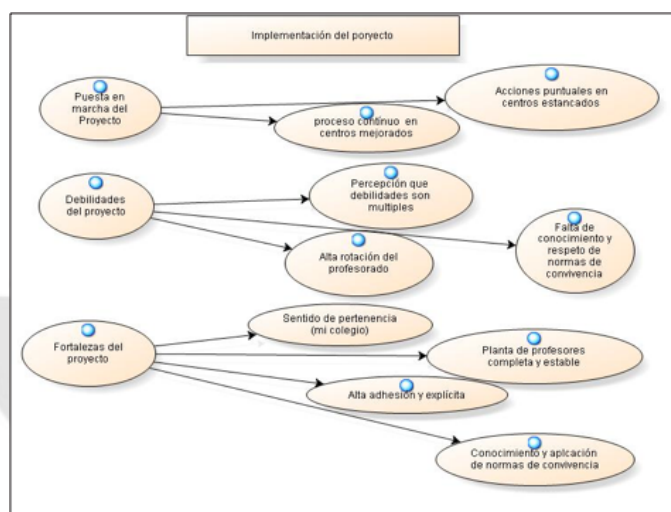 Implementación del poryecto
Puesta en
marcha del
Proyecto
Acciones puntuales en
centros estancados
proceso contínuo en
centros mejorados
Debilidades
del proyecto
Percepción que
debilidades son
multiples
Falta de
conocimiento y
respeto de
normas de
convivencia
Alta rotación del
profesorado
Fortalezas del
proyecto
Sentido de pertenencia
(mi colegio)
Planta de profesores
completa y estable
Alta adhesión y explícita
Conocimiento y aplcación
de normas de convivencia